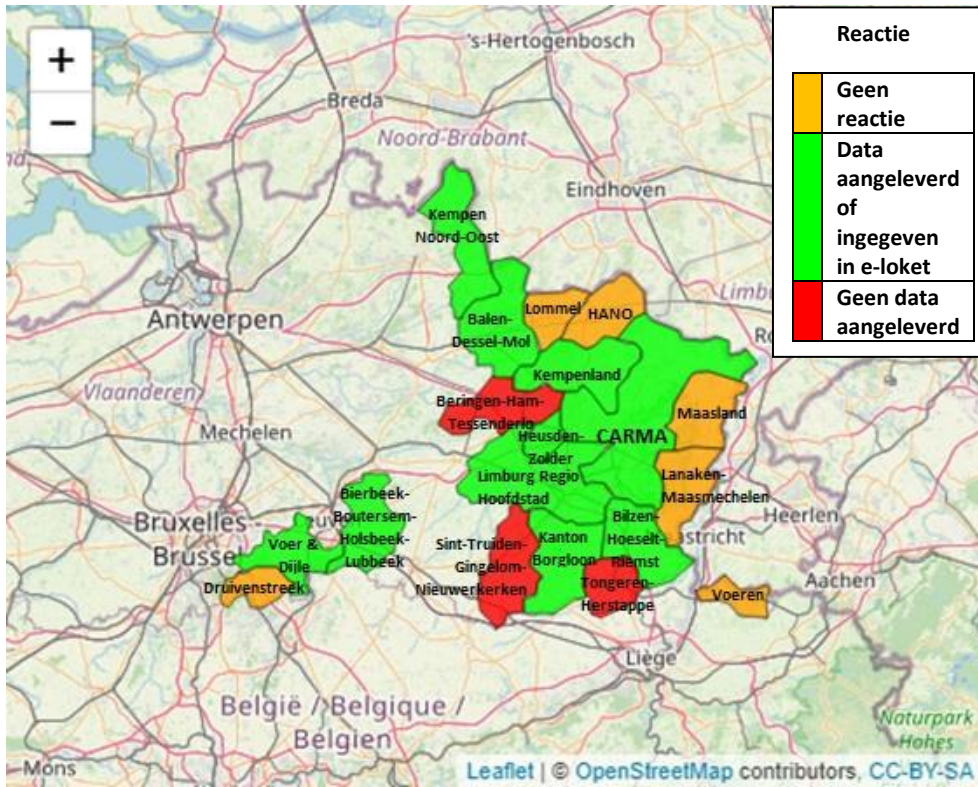 +
−
's-Hertogenbosch
Breda
Noord-Brabant
Eindhoven
Kempen
Noord-Oost
Antwerpen
Lommel
HANO
Limbu
Balen-
Dessel-Mol
Vlaanderen
Kempenland
Beringen-Ham-
Tessenderlo
Maasland
Mechelen
Heusden-
Zolder
CARMA
Limburg Regio
Hoofdstad
Lanaken-
Maasmechelen
Heerlen
Bierbeek-
Boutersem-
Holsbeek-
Lubbeek
Bruxelles -
Brussel
Voer &
Dijle
Druivenstreek
Sint-Truiden-
Gingelom-
Nieuwerkerken
Kanton
Borgloon
Bilzen-
Hoeselt-
Riemst
astricht
Tongeren-
Herstappe
Voeren
Aachen
Liège
België / Belgique /
Belgien
Naturpark
Mons
Leaflet | © OpenStreetMap contributors, CC-BY-SA
Reactie
Geen
reactie
Data
aangeleverd
of
ingegeven
in e-loket
Geen data
aangeleverd